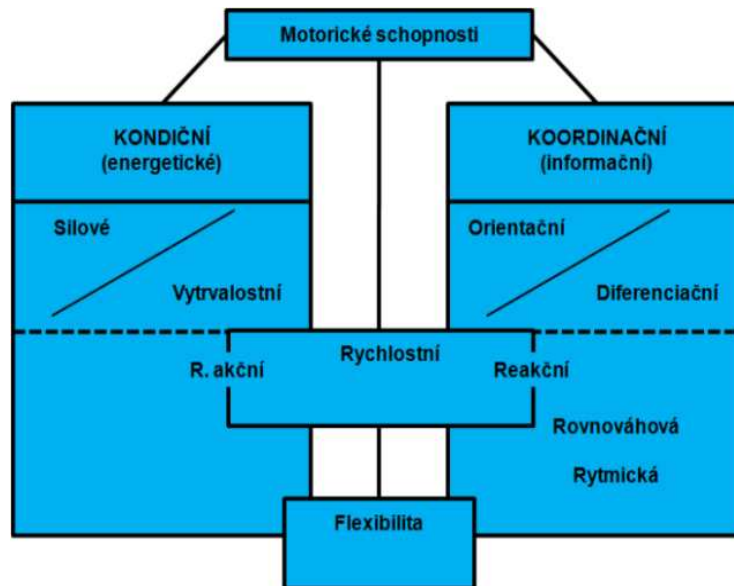 Motorické schopnosti
KONDIČNÍ
(energetické)
KOORDINAČNÍ
(informační)
Silové
Vytrvalostní
Orientační
Diferenciační
Rychlostní
R. akční
Reakční
Rovnováhová
Rytmická
Flexibilita